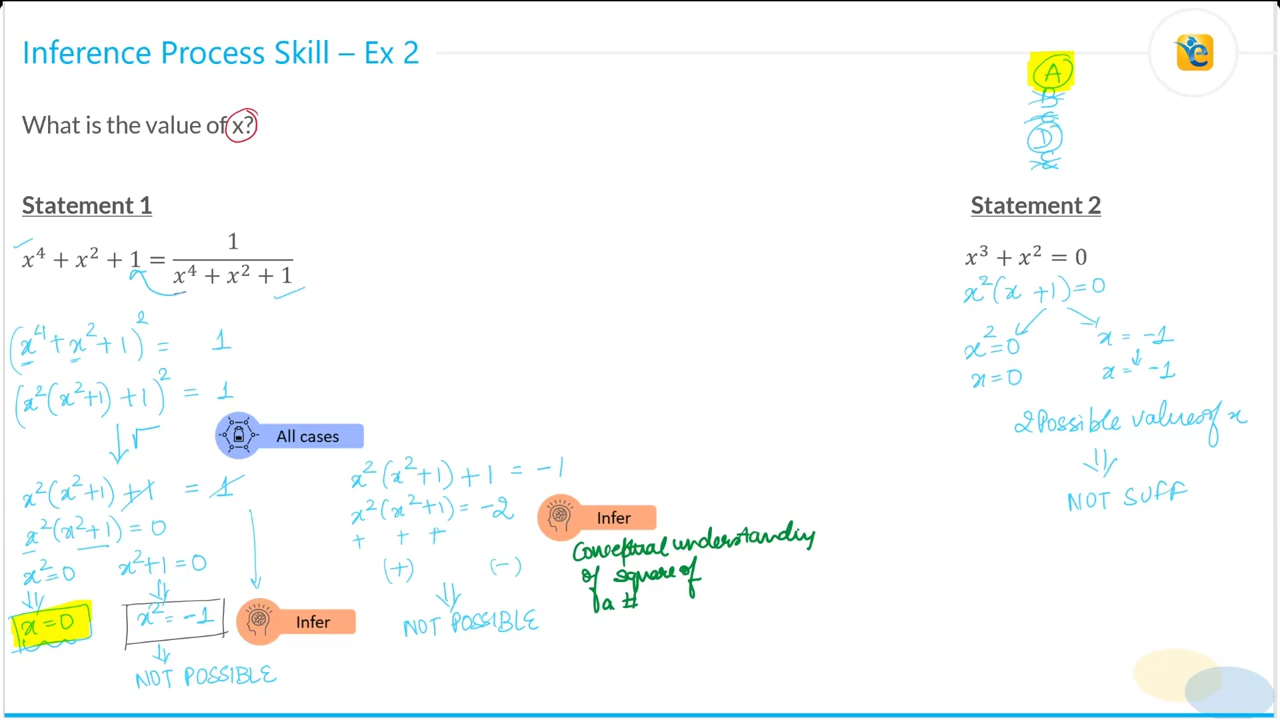 Inference Process Skill – Ex 2
What is the value of x?
A
B
C
D
E
Statement 1
x⁴ + x² + 1 = 1 / (x⁴ + x² + 1)
(x⁴ + x² + 1)² = 1
(x²(x²+1) + 1)² = 1
√
All cases
x²(x²+1) + 1 = 1
x²(x²+1) = 0
x² = 0 x²+1 = 0
x = 0 x² = -1
Infer
NOT POSSIBLE
x²(x²+1) + 1 = -1
x²(x²+1) = -2
+ + +
(+) (-)
NOT POSSIBLE
Infer
Conceptual understanding
of square of
a #
Statement 2
x³ + x² = 0
x²(x + 1) = 0
x² = 0 x = -1
x = 0 x = -1
2 Possible values of x
NOT SUFF